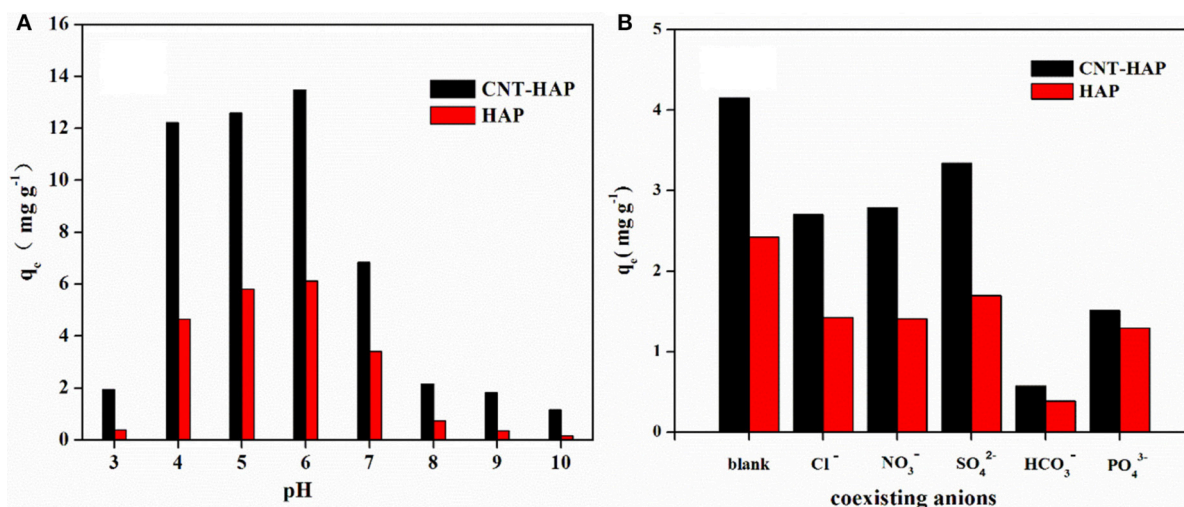 A
16
14
12
10
8
6
4
2
0
qe ( mg g-1)
CNT-HAP
HAP
3 4 5 6 7 8 9 10
pH
B
5
4
3
2
1
0
qe( mg g-1)
CNT-HAP
HAP
blank Cl- NO3- SO42- HCO3- PO43-
coexisting anions